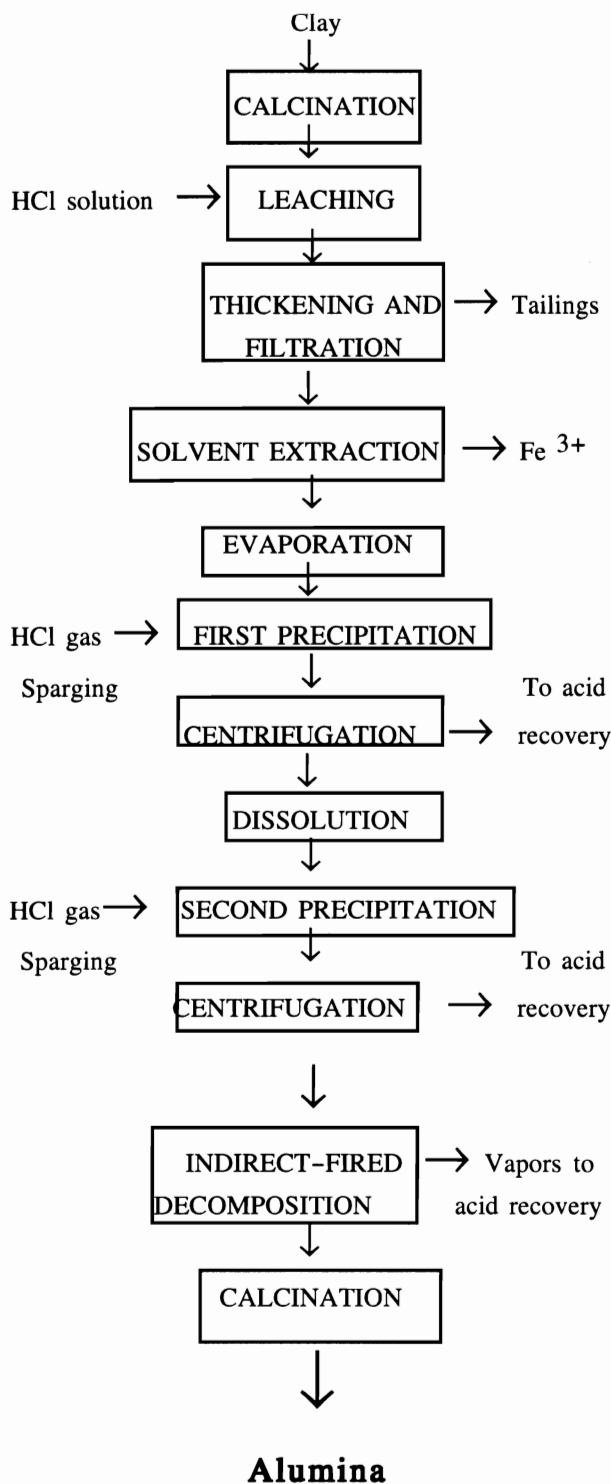 Clay
CALCINATION
HCl solution
LEACHING
THICKENING AND
FILTRATION
Tailings
SOLVENT EXTRACTION
Fe 3+
EVAPORATION
HCl gas
Sparging
FIRST PRECIPITATION
CENTRIFUGATION
To acid
recovery
DISSOLUTION
HCl gas
Sparging
SECOND PRECIPITATION
CENTRIFUGATION
To acid
recovery
INDIRECT-FIRED
DECOMPOSITION
Vapors to
acid recovery
CALCINATION
Alumina